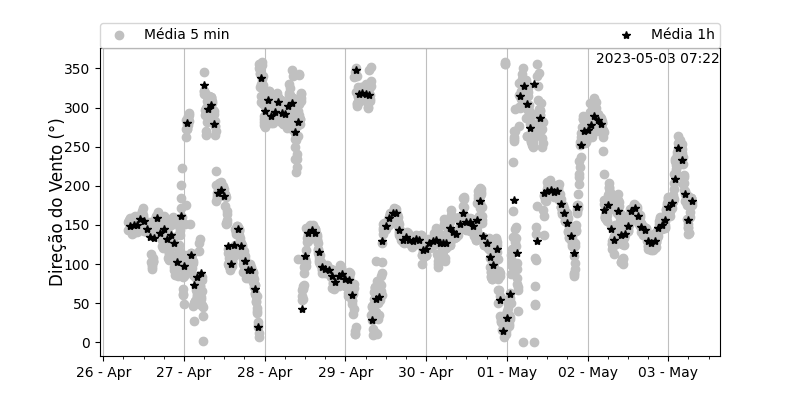 Média 5 min
Média 1h
2023-05-03 07:22
Direção do Vento (°)
350
300
250
200
150
100
50
0
26 - Apr
27 - Apr
28 - Apr
29 - Apr
30 - Apr
01 - May
02 - May
03 - May